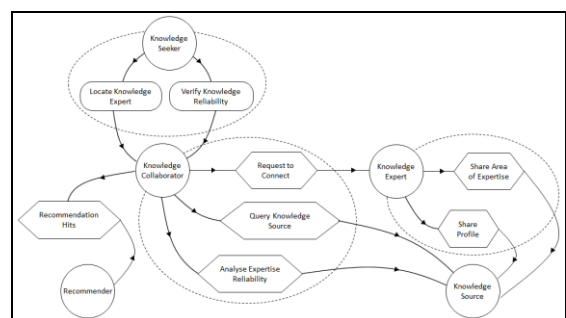 Knowledge
Seeker
Locate Knowledge
Expert
Verify Knowledge
Reliability
Knowledge
Collaborator
Request to
Connect
Knowledge
Expert
Share Area
of Expertise
Recommendation
Hits
Query Knowledge
Source
Share
Profile
Analyse Expertise
Reliability
Recommender
Knowledge
Source